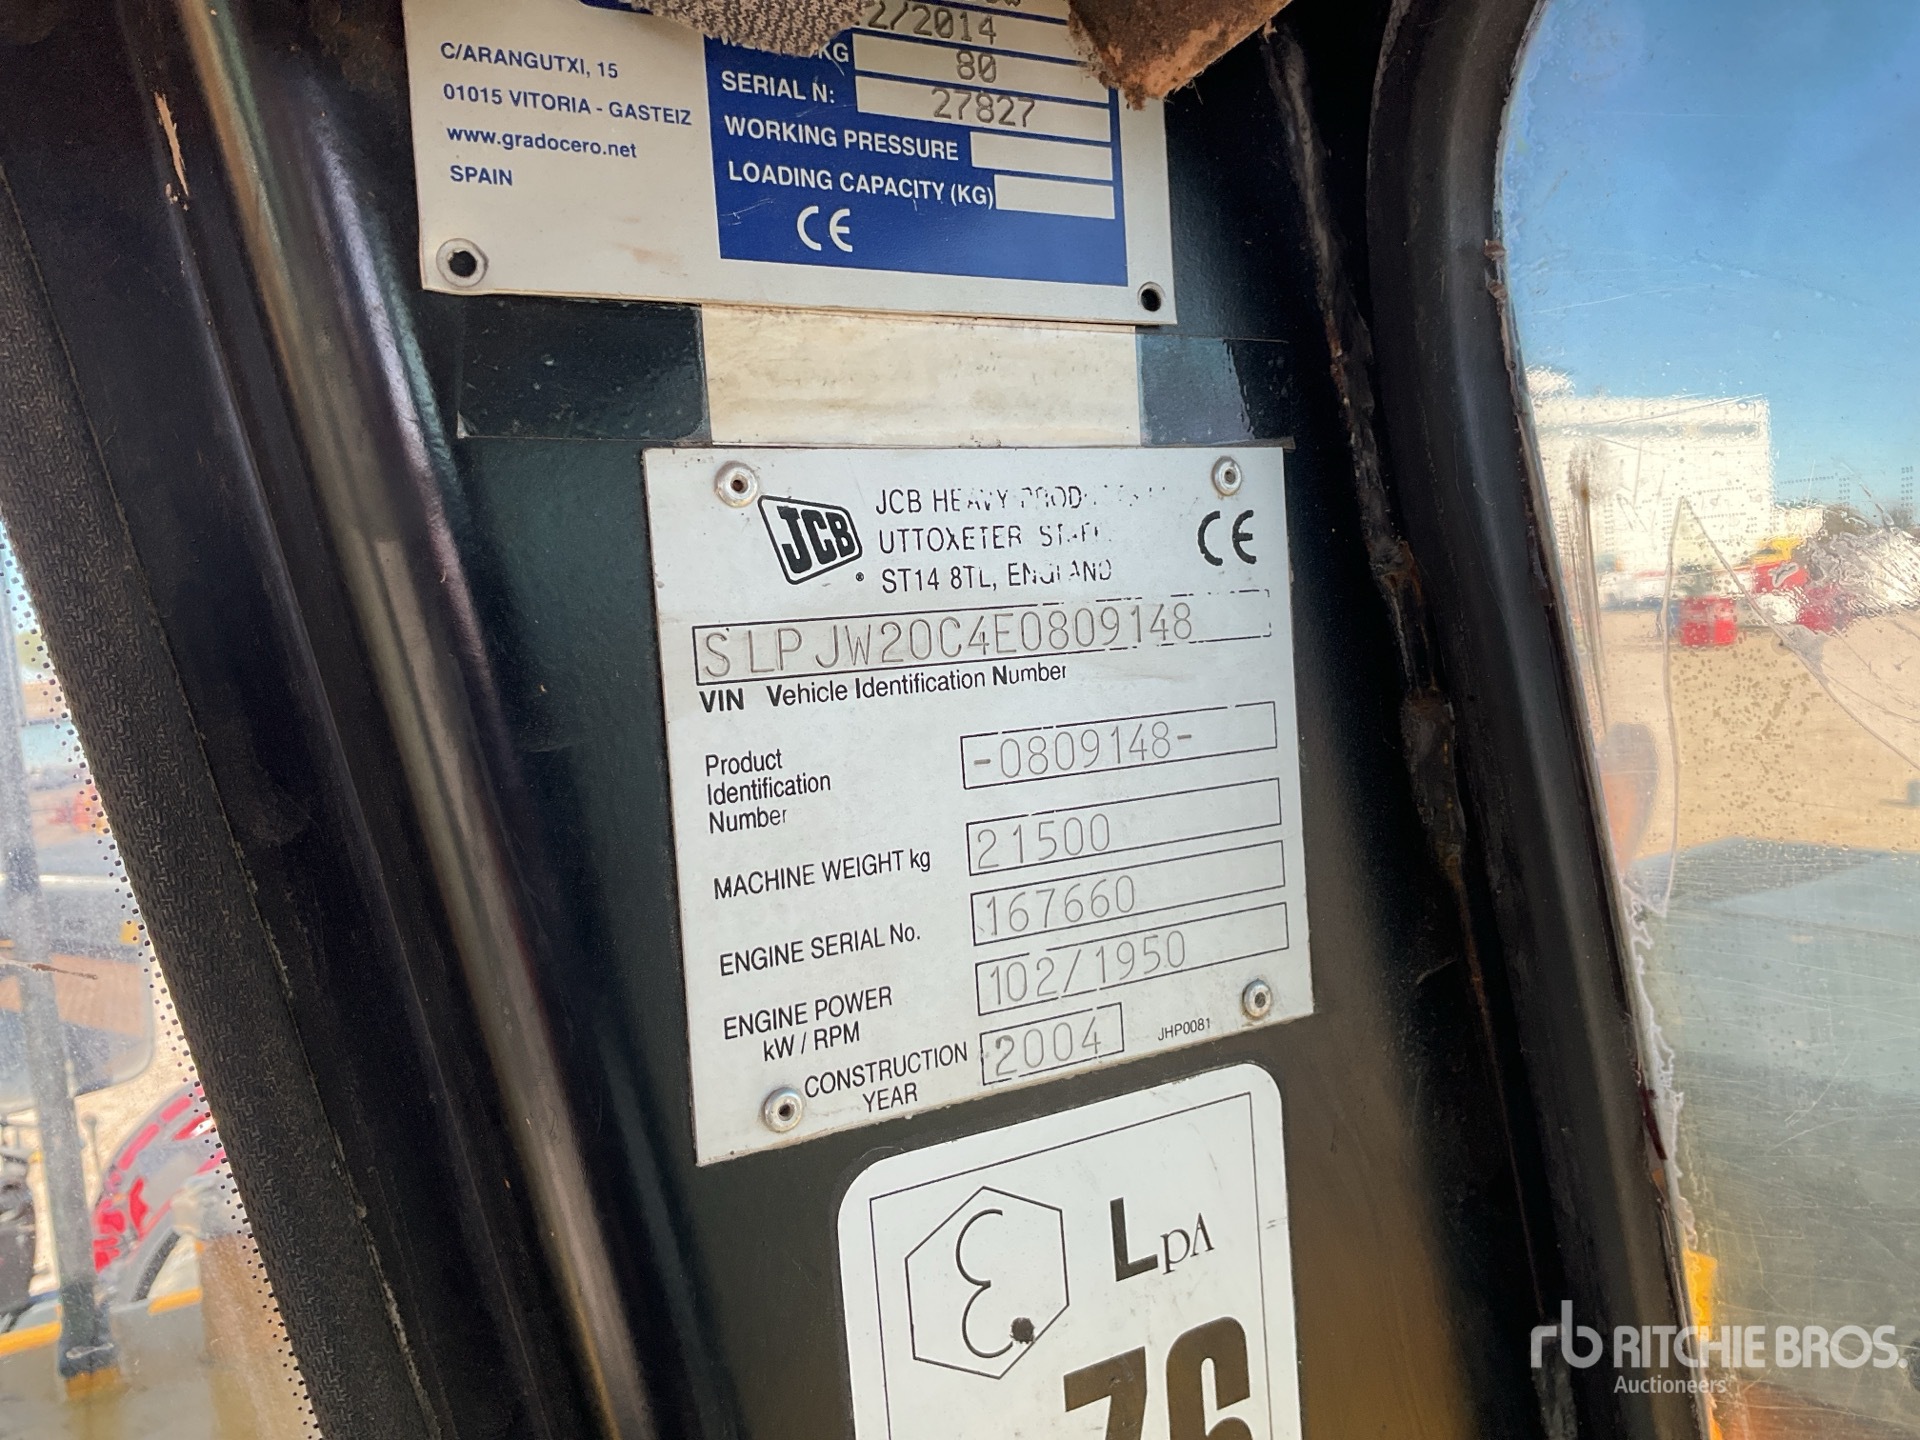 2/2014
KG 80
C/ARANGUTXI, 15
01015 VITORIA - GASTEIZ
www.gradocero.net
SPAIN
SERIAL N: 27827
WORKING PRESSURE
LOADING CAPACITY (KG)
CE
JCB
JCB HEAVY
UTTOXETER
ST14 8TL, ENGLAND
CE
SLPJW20C4E0809148
VIN Vehicle Identification Number
Product
Identification
Number
-0809148-
MACHINE WEIGHT kg 21500
ENGINE SERIAL No. 167660
ENGINE POWER
kW / RPM
102/1950
CONSTRUCTION
YEAR
2004
JHP0081
LpA
76
rb RITCHIE BROS.
Auctioneers